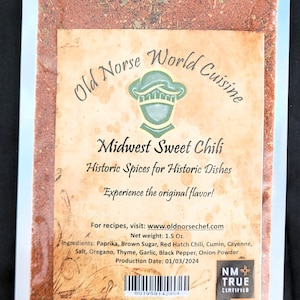 Old Norse World Cuisine
Midwest Sweet Chili
Historic Spices for Historic Dishes
Experience the original flavor!
For recipes, visit: www.oldnorsechef.com
Net weight: 1.5 Oz.
Ingredients: Paprika, Brown Sugar, Red Hatch Chili, Cumin, Cayenne,
Salt, Oregano, Thyme, Garlic, Black Pepper, Onion Powder
Production Date: 01/03/2024
NM+
TRUE
CERTIFIED